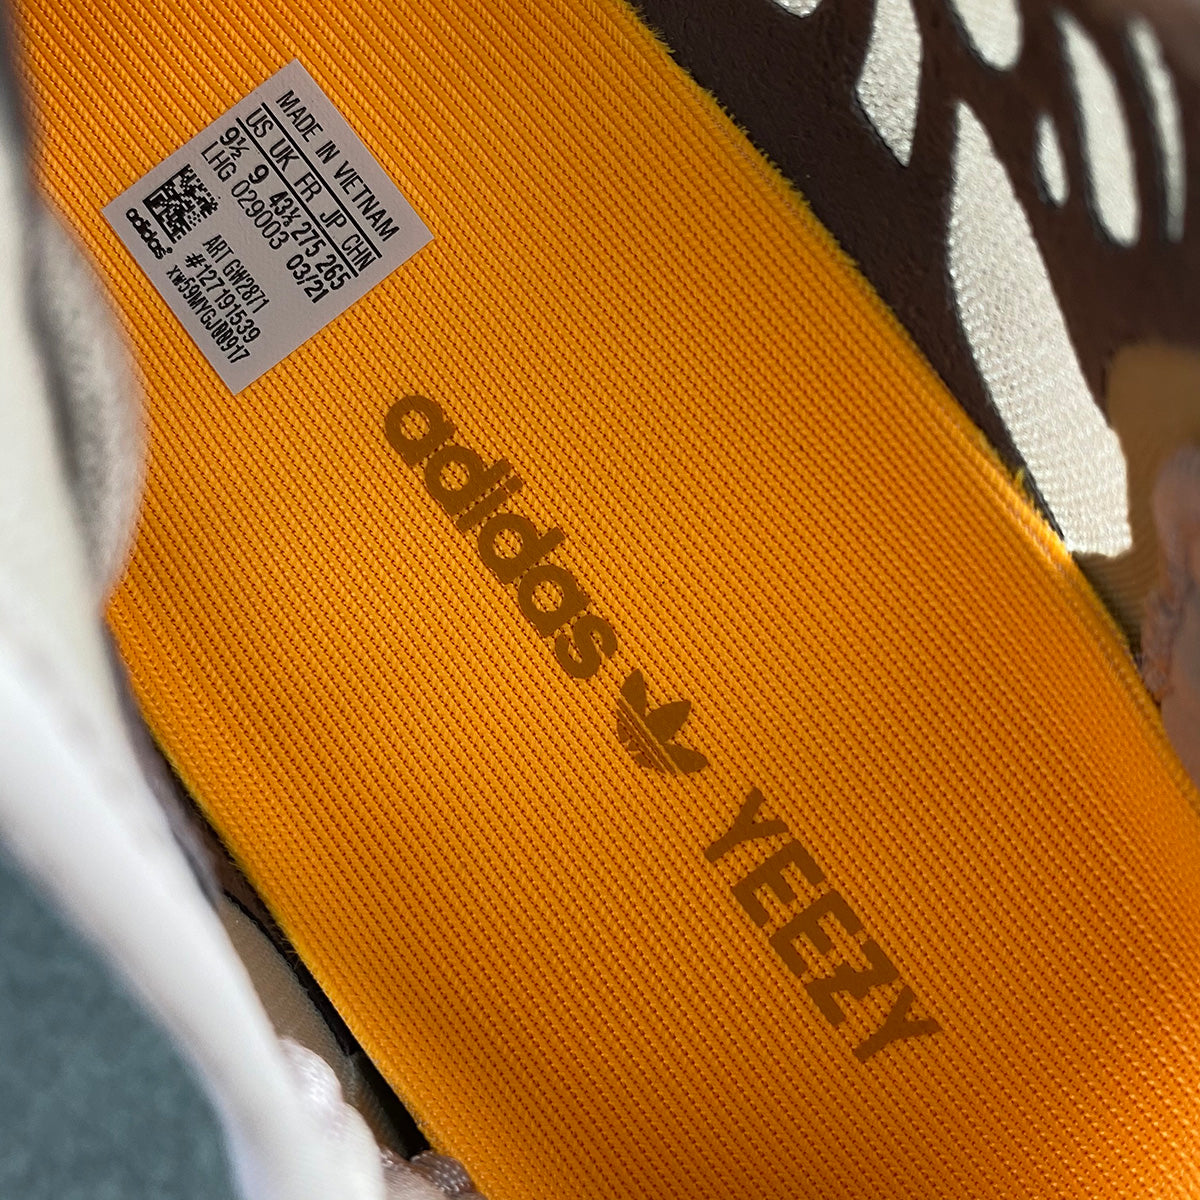 MADE IN VIETNAM
US UK FR JP CHN
9½ 9 43⅓ 275 265
LHG 029003 03/21
adidas
ART GW2871
#127191539
adidas YEEZY